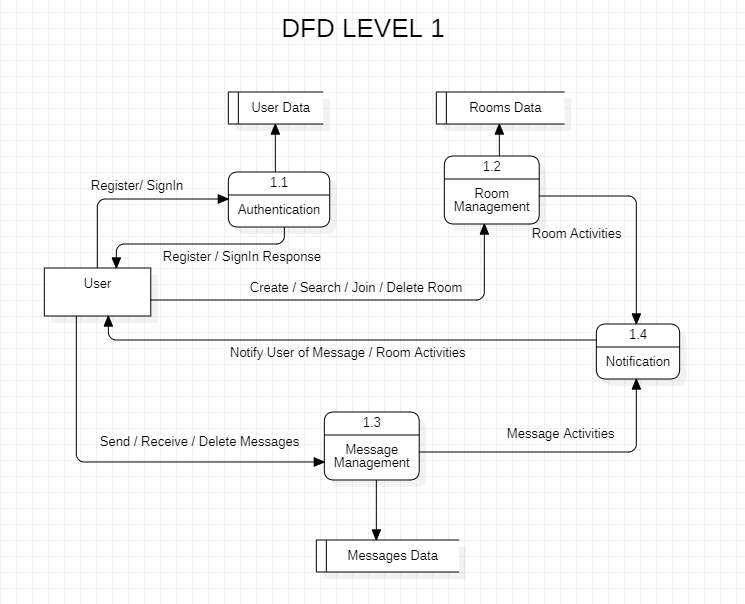 DFD LEVEL 1
User Data
Rooms Data
1.1
Authentication
1.2
Room
Management
Register/ SignIn
Register / SignIn Response
Room Activities
User
Create / Search / Join / Delete Room
1.4
Notification
Notify User of Message / Room Activities
1.3
Message
Management
Send / Receive / Delete Messages
Message Activities
Messages Data